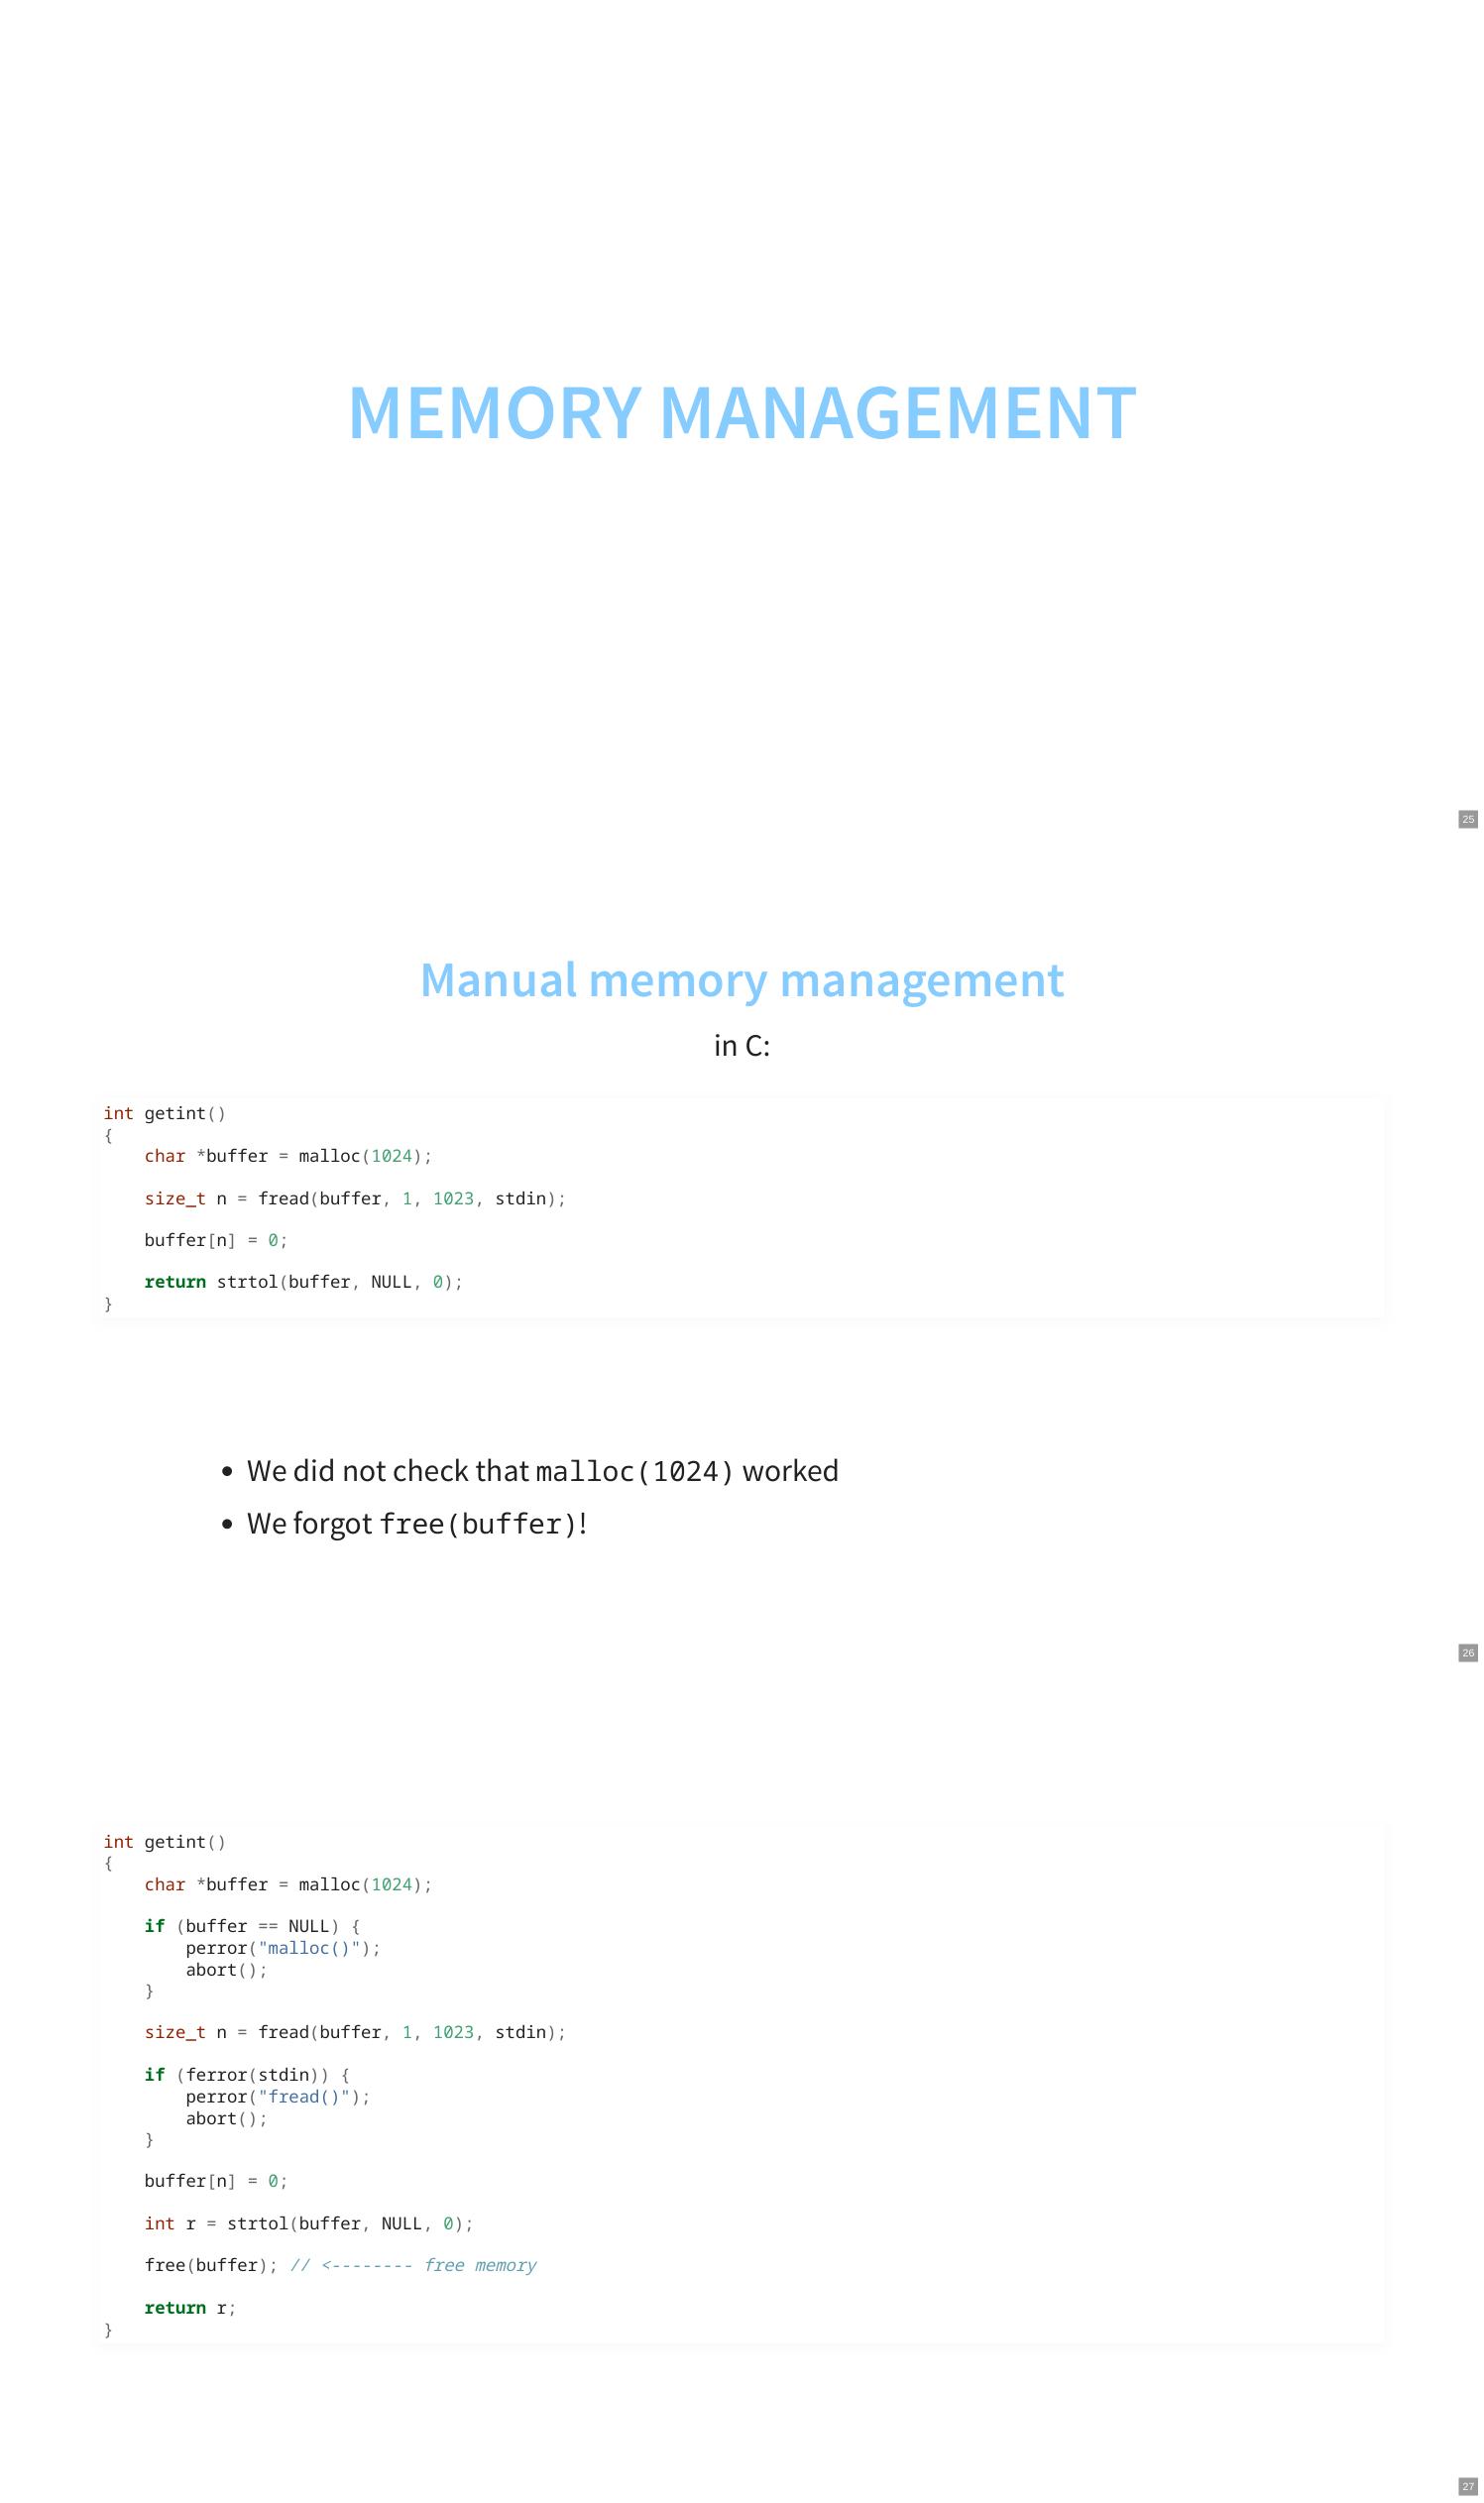 MEMORY MANAGEMENT
25
Manual memory management
in C:
int getint()
{
    char *buffer = malloc(1024);
    size_t n = fread(buffer, 1, 1023, stdin);
    buffer[n] = 0;
    return strtol(buffer, NULL, 0);
}
• We did not check that malloc(1024) worked
• We forgot free(buffer)!
26
int getint()
{
    char *buffer = malloc(1024);
    if (buffer == NULL) {
        perror("malloc()");
        abort();
    }
    size_t n = fread(buffer, 1, 1023, stdin);
    if (ferror(stdin)) {
        perror("fread()");
        abort();
    }
    buffer[n] = 0;
    int r = strtol(buffer, NULL, 0);
    free(buffer); // <-------- free memory
    return r;
}
27